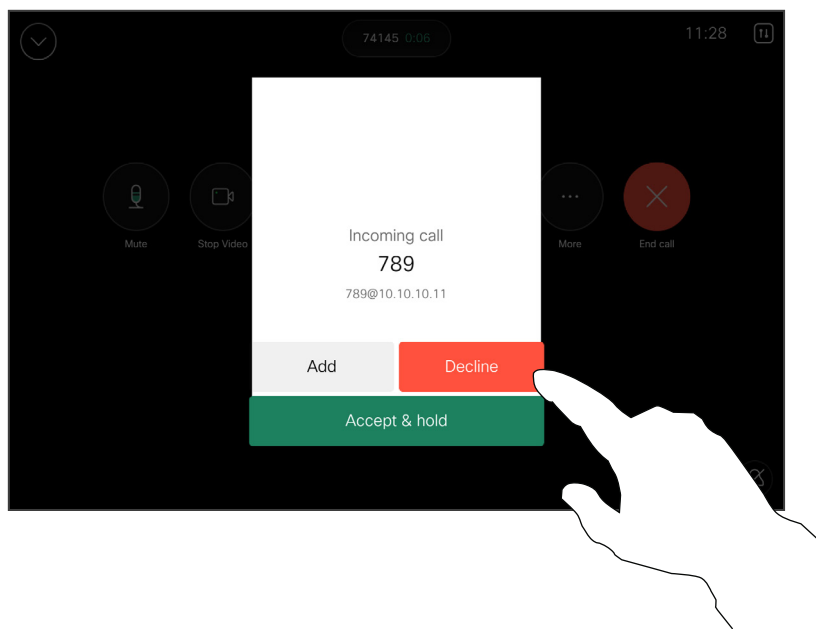 74145 0:06
11:28
Mute
Stop Video
More
End call
Incoming call
789
789@10.10.10.11
Add
Decline
Accept & hold